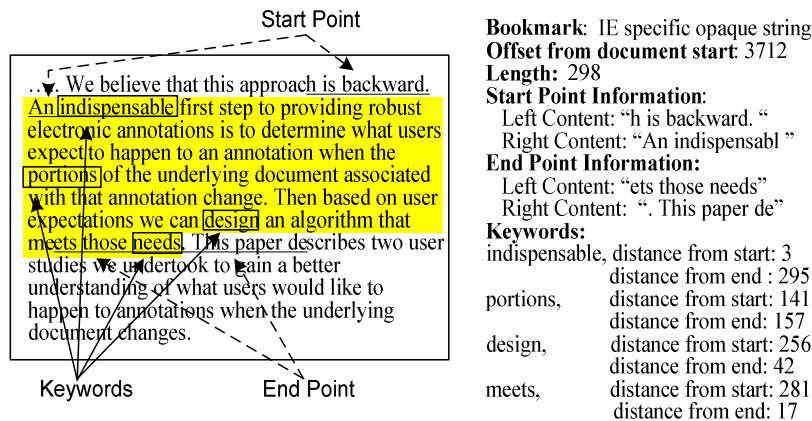 Start Point
..... We believe that this approach is backward.
An indispensable first step to providing robust
electronic annotations is to determine what users
expect to happen to an annotation when the
portions of the underlying document associated
with that annotation change. Then based on user
expectations we can design an algorithm that
meets those needs. This paper describes two user
studies we undertook to gain a better
understanding of what users would like to
happen to annotations when the underlying
document changes.
Keywords
End Point
Bookmark: IE specific opaque string
Offset from document start: 3712
Length: 298
Start Point Information:
Left Content: “h is backward. “
Right Content: “An indispensabl ”
End Point Information:
Left Content: “ets those needs”
Right Content: “. This paper de”
Keywords:
indispensable, distance from start: 3
distance from end : 295
portions, distance from start: 141
distance from end: 157
design, distance from start: 256
distance from end: 42
meets, distance from start: 281
distance from end: 17